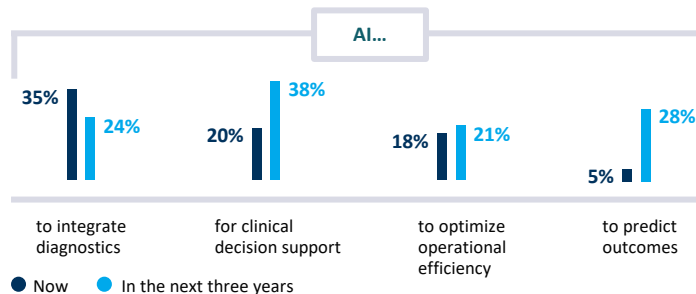 AI...
35%
24%
20%
38%
18%
21%
5%
28%
to integrate
diagnostics
for clinical
decision support
to optimize
operational
efficiency
to predict
outcomes
Now
In the next three years